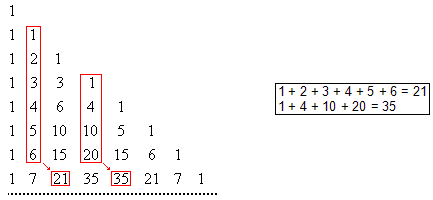 1
1 1
1 2 1
1 3 3 1
1 4 6 4 1
1 5 10 10 5 1
1 6 15 20 15 6 1
1 7 21 35 35 21 7 1
1 + 2 + 3 + 4 + 5 + 6 = 21
1 + 4 + 10 + 20 = 35